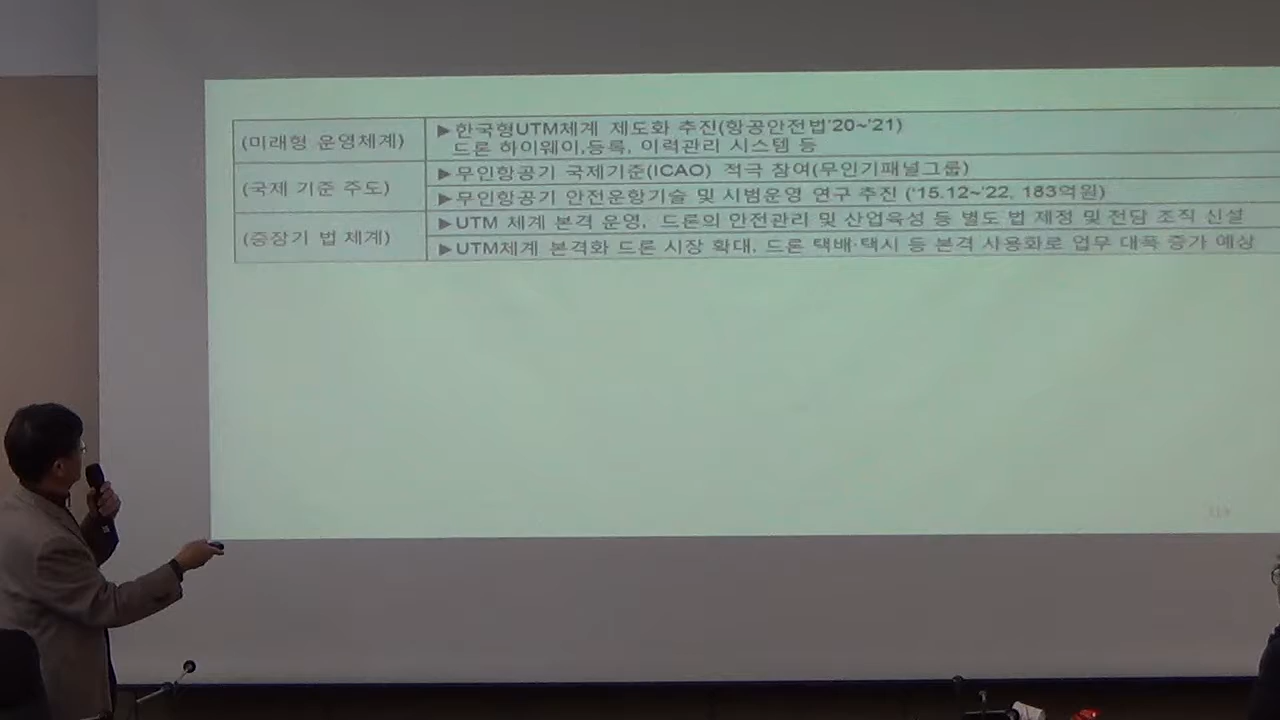 (미래형 운영체계)
▶한국형UTM체계 제도화 추진(항공안전법'20~'21)
드론 하이웨이,등록, 이력관리 시스템 등
(국제 기준 주도)
▶무인항공기 국제기준(ICAO) 적극 참여(무인기패널그룹)
▶무인항공기 안전운항기술 및 시범운영 연구 추진 ('15.12~'22, 183억원)
(중장기 법 체계)
▶UTM 체계 본격 운영, 드론의 안전관리 및 산업육성 등 별도 법 제정 및 전담 조직 신설
▶UTM체계 본격화 드론 시장 확대, 드론 택배·택시 등 본격 사용화로 업무 대폭 증가 예상